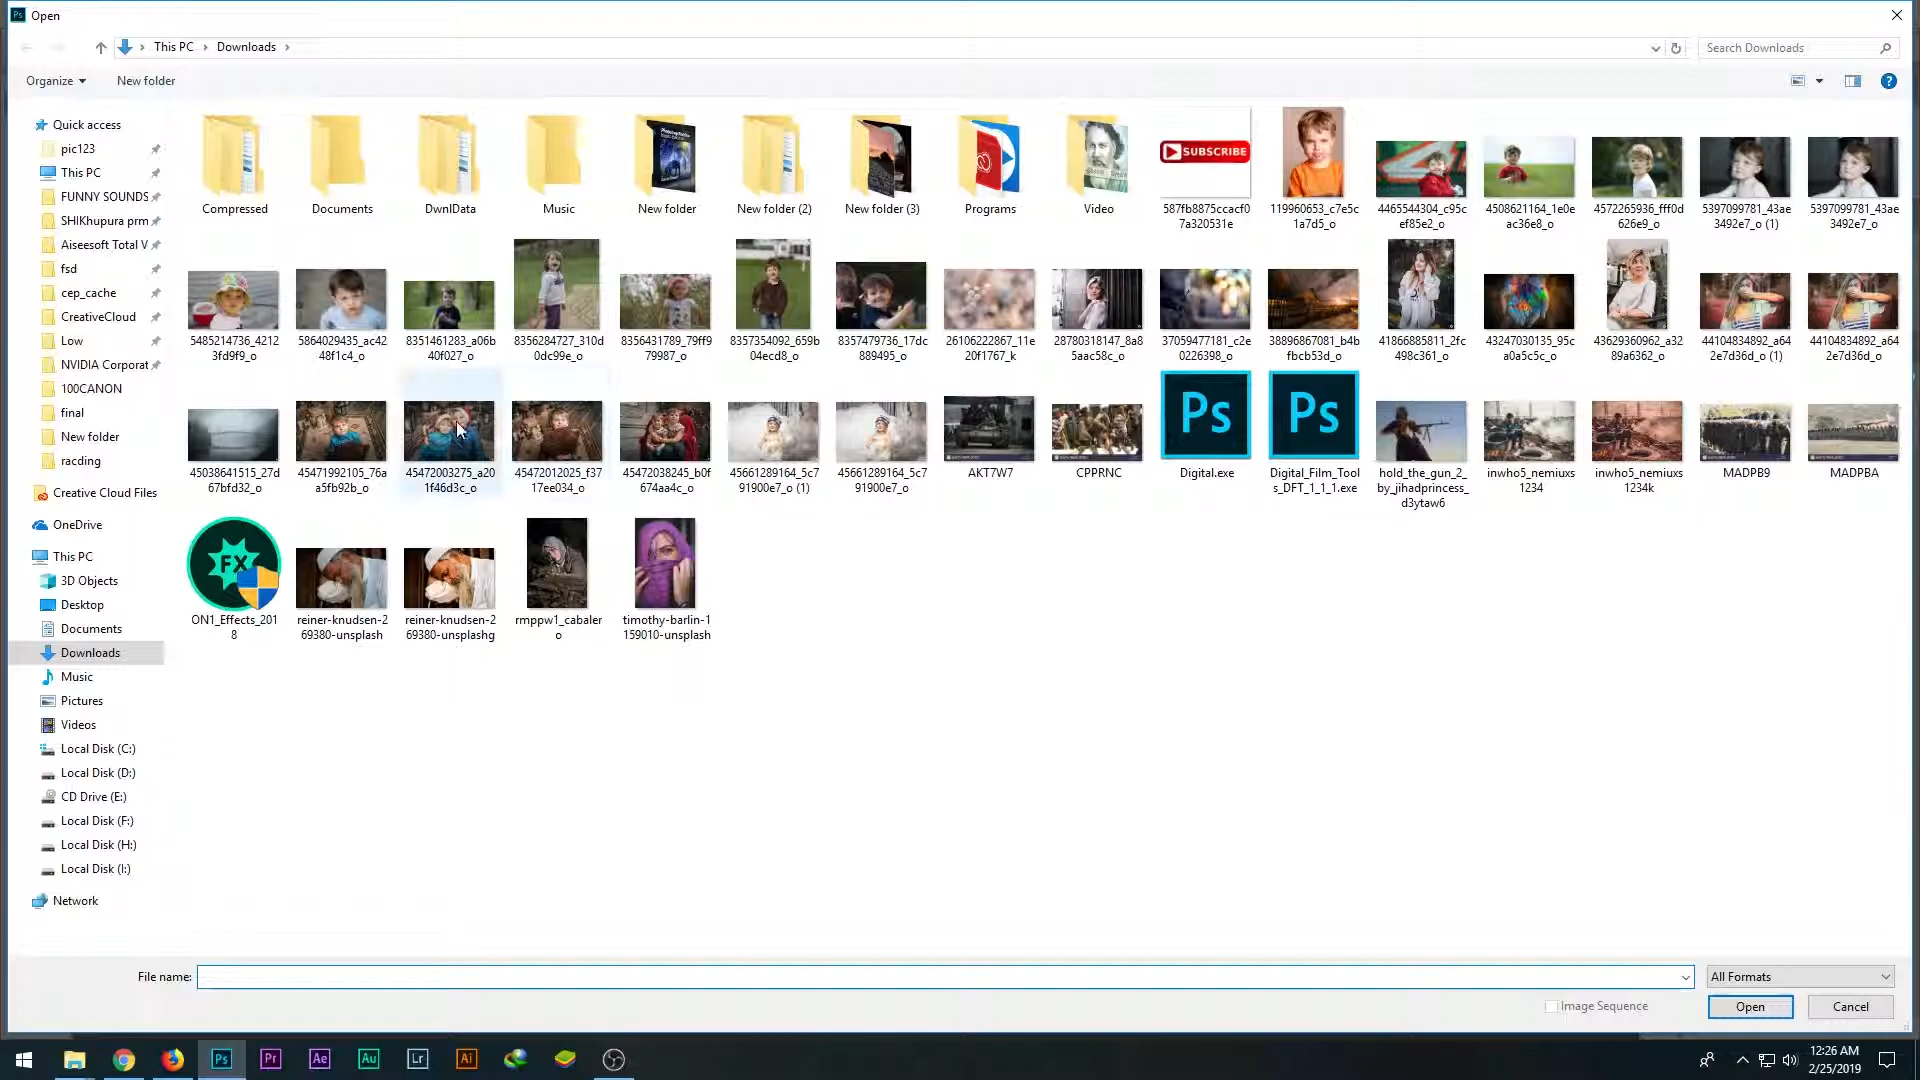 Ps Open
This PC Downloads
Search Downloads
Organize New folder
Quick access
pic123
This PC
FUNNY SOUNDS
SHIKhupura prm
Aiseesoft Total V
fsd
cep_cache
CreativeCloud
Low
NVIDIA Corporat
100CANON
final
New folder
racding
Creative Cloud Files
OneDrive
This PC
3D Objects
Desktop
Documents
Downloads
Music
Pictures
Videos
Local Disk (C:)
Local Disk (D:)
CD Drive (E:)
Local Disk (F:)
Local Disk (H:)
Local Disk (I:)
Network
Compressed
Documents
DwnlData
Music
New folder
New folder (2)
New folder (3)
Programs
Video
SUBSCRIBE
587fb8875ccacf0
7a320531e
119960653_c7e5c
1a7d5_o
4465544304_c95c
ef85e2_o
4508621164_1e0e
ac36e8_o
4572265936_fff0d
626e9_o
5397099781_43ae
3492e7_o (1)
5397099781_43ae
3492e7_o
5485214736_4212
3fd9f9_o
5864029435_ac42
48f1c4_o
8351461283_a06b
40f027_o
8356284727_310d
0dc99e_o
8356431789_79ff9
79987_o
8357354092_659b
04ecd8_o
8357479736_17dc
889495_o
26106222867_11e
20f1767_k
28780318147_8a8
5aac58c_o
37059477181_c2e
0226398_o
38896867081_b4b
fbcb53d_o
41866885811_2fc
498c361_o
43247030135_95c
a0a5c5c_o
43629360962_a32
89a6362_o
44104834892_a64
2e7d36d_o (1)
44104834892_a64
2e7d36d_o
45038641515_27d
67bfd32_o
45471992105_76a
a5fb92b_o
45472003275_a20
1f46d3c_o
45472012025_f37
17ee034_o
45472038245_b0f
674aa4c_o
45661289164_5c7
91900e7_o (1)
45661289164_5c7
91900e7_o
AKT7W7
CPPRNC
Ps
Digital.exe
Ps
Digital_Film_Tool
s_DFT_1_1_1.exe
hold_the_gun_2_
by_jihadprincess_
d3ytaw6
inwho5_nemiuxs
1234
inwho5_nemiuxs
1234k
MADPB9
MADPBA
FX
ON1_Effects_201
8
reiner-knudsen-2
69380-unsplash
reiner-knudsen-2
69380-unsplashg
rmppw1_cabaler
o
timothy-barlin-1
159010-unsplash
File name:
All Formats
Image Sequence
Open Cancel
Ps Pr Ae Au Lr Ai
12:26 AM
2/25/2019